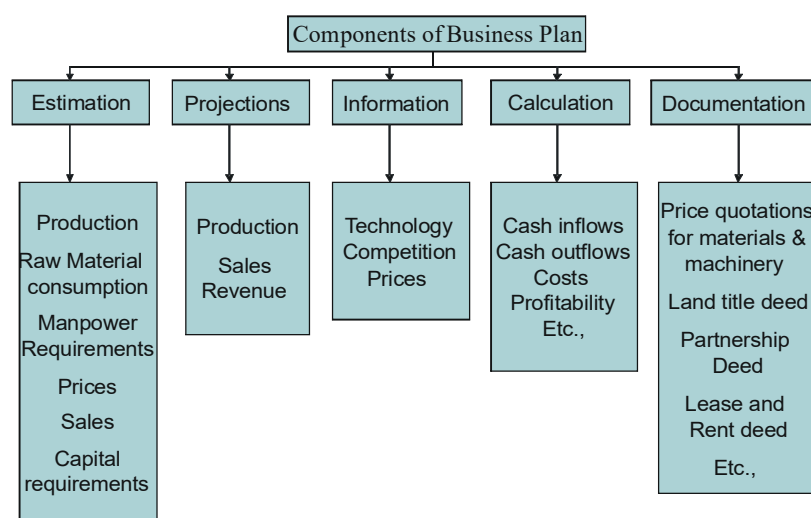 Components of Business Plan
Estimation
Projections
Information
Calculation
Documentation
Production
Raw Material
consumption
Manpower
Requirements
Prices
Sales
Capital
requirements
Production
Sales
Revenue
Technology
Competition
Prices
Cash inflows
Cash outflows
Costs
Profitability
Etc.,
Price quotations
for materials &
machinery
Land title deed
Partnership
Deed
Lease and
Rent deed
Etc.,